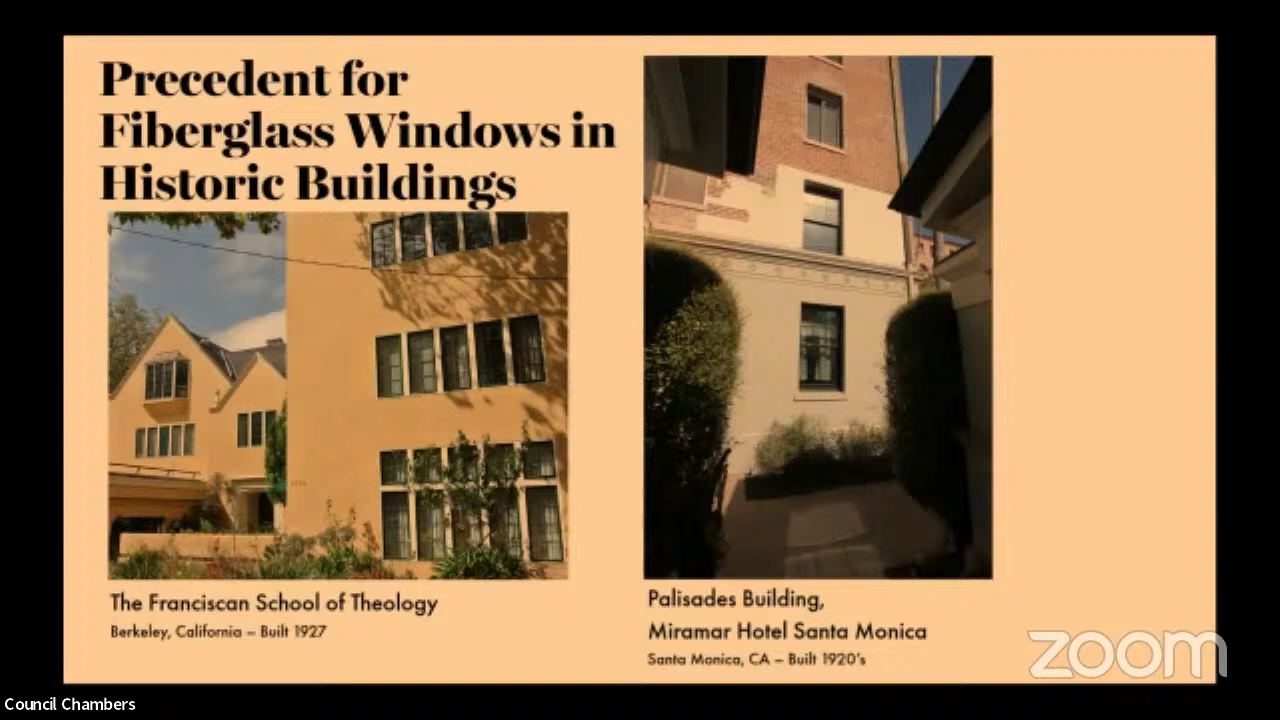 Precedent for
Fiberglass Windows in
Historic Buildings
The Franciscan School of Theology
Berkeley, California – Built 1927
Palisades Building,
Miramar Hotel Santa Monica
Santa Monica, CA – Built 1920's
zoom
Council Chambers